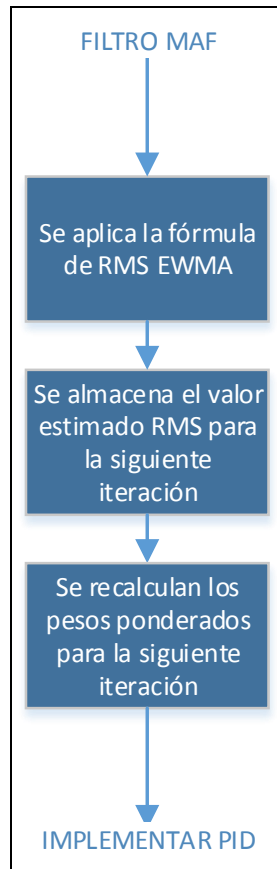 FILTRO MAF
Se aplica la fórmula
de RMS EWMA
Se almacena el valor
estimado RMS para
la siguiente
iteración
Se recalculan los
pesos ponderados
para la siguiente
iteración
IMPLEMENTAR PID